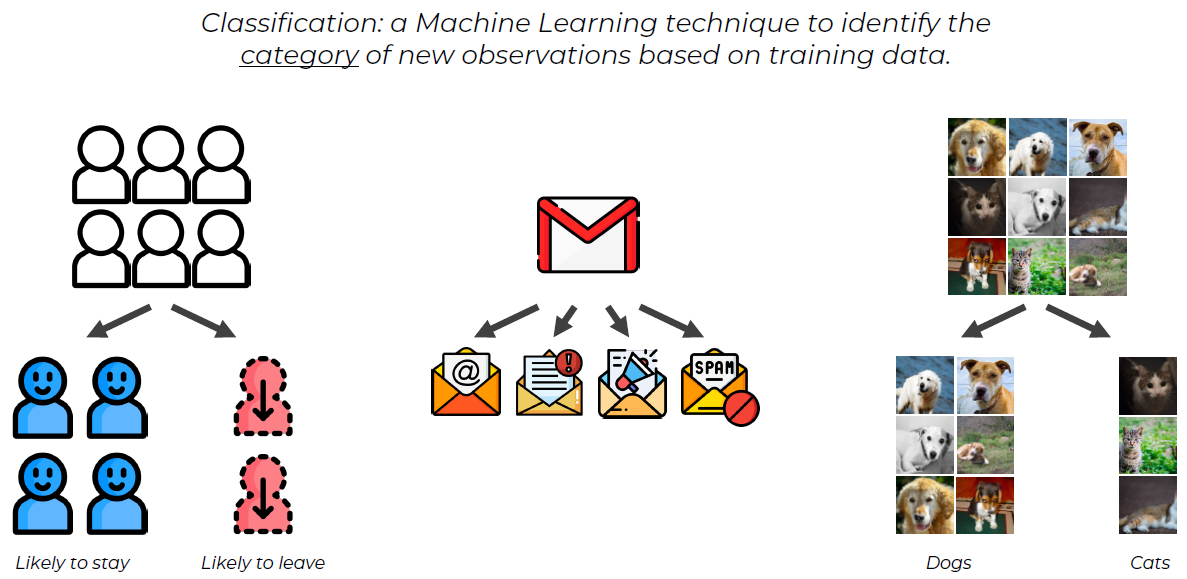 Classification: a Machine Learning technique to identify the
category of new observations based on training data.
@
!
SPAM
Likely to stay
Likely to leave
Dogs
Cats